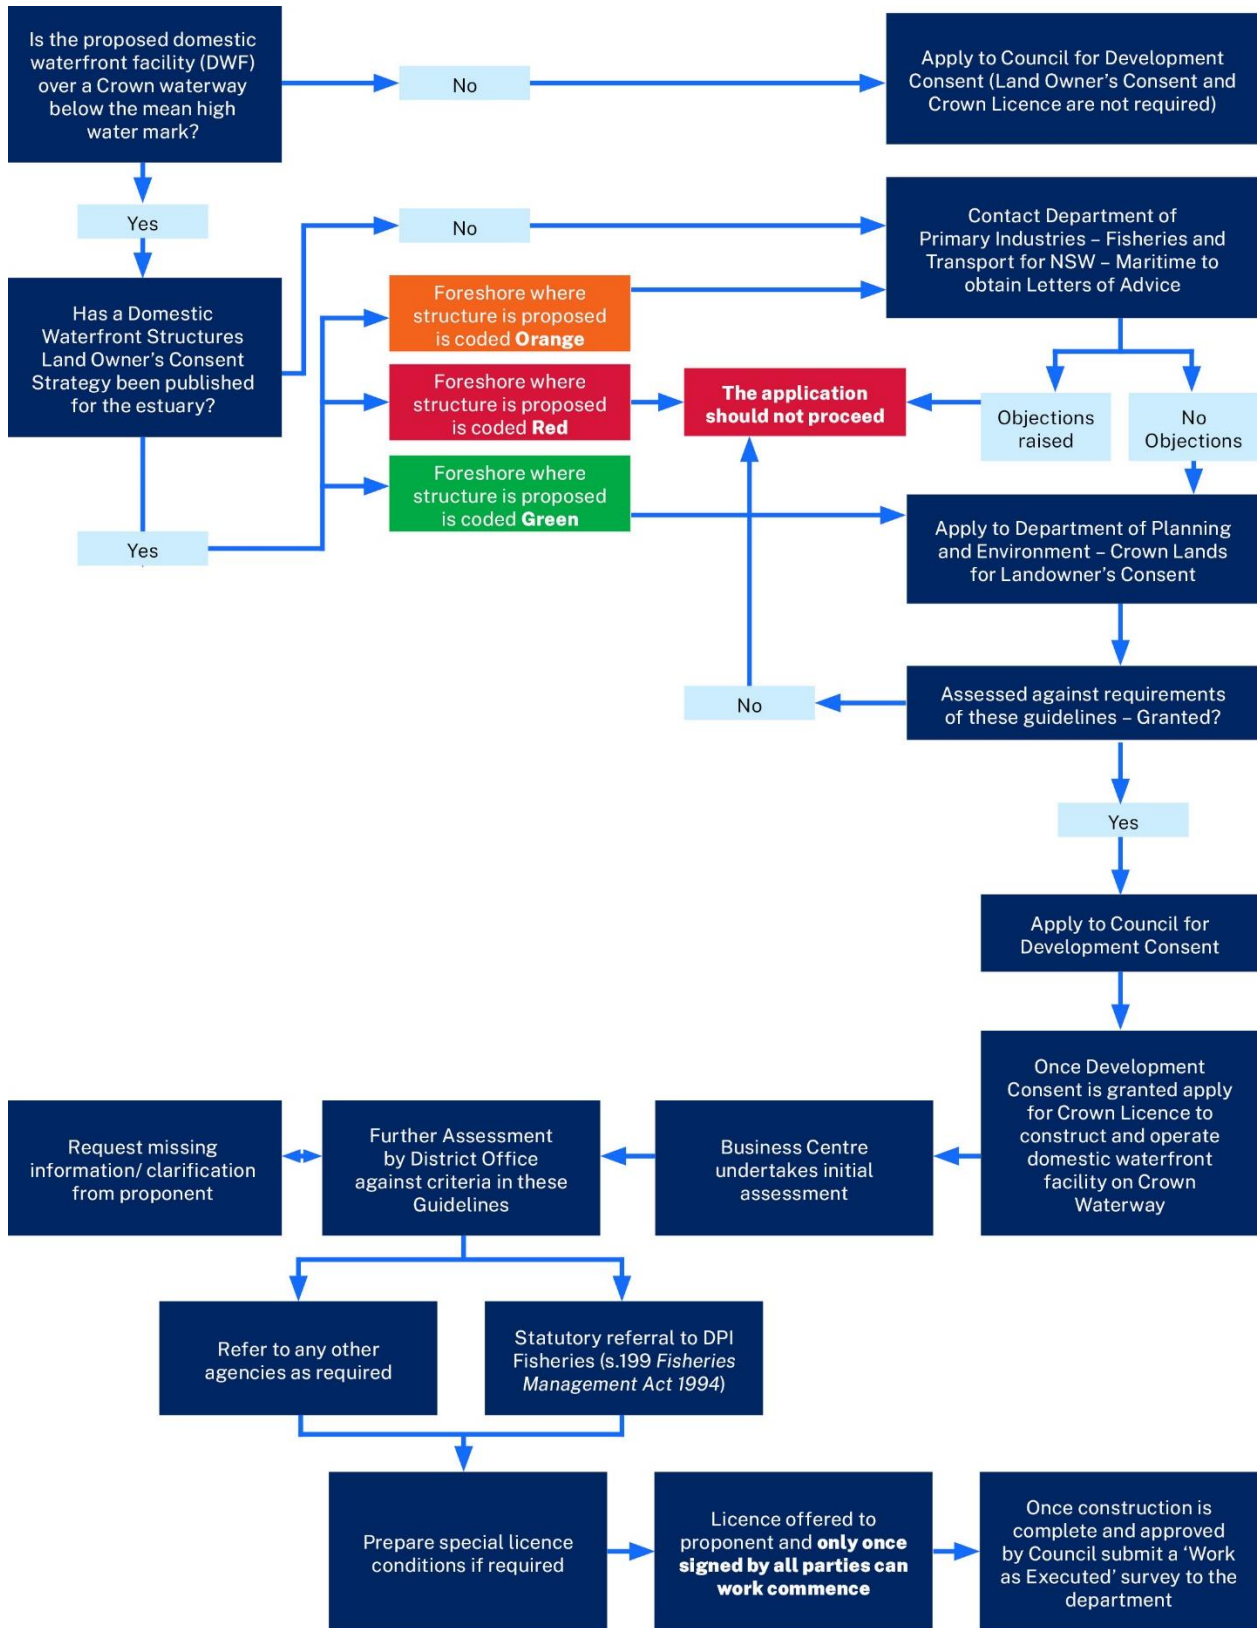 Is the proposed domestic
waterfront facility (DWF)
over a Crown waterway
below the mean high
water mark?
No
Apply to Council for Development
Consent (Land Owner's Consent and
Crown Licence are not required)
Yes
No
Contact Department of
Primary Industries – Fisheries and
Transport for NSW – Maritime to
obtain Letters of Advice
Has a Domestic
Waterfront Structures
Land Owner's Consent
Strategy been published
for the estuary?
Foreshore where
structure is proposed
is coded Orange
Foreshore where
structure is proposed
is coded Red
The application
should not proceed
Objections
raised
No
Objections
Foreshore where
structure is proposed
is coded Green
Yes
Apply to Department of Planning
and Environment – Crown Lands
for Landowner's Consent
No
Assessed against requirements
of these guidelines – Granted?
Yes
Apply to Council for
Development Consent
Once Development
Consent is granted apply
for Crown Licence to
construct and operate
domestic waterfront
facility on Crown
Waterway
Request missing
information/ clarification
from proponent
Further Assessment
by District Office
against criteria in these
Guidelines
Business Centre
undertakes initial
assessment
Refer to any other
agencies as required
Statutory referral to DPI
Fisheries (s.199 Fisheries
Management Act 1994)
Prepare special licence
conditions if required
Licence offered to
proponent and only once
signed by all parties can
work commence
Once construction is
complete and approved
by Council submit a 'Work
as Executed' survey to the
department